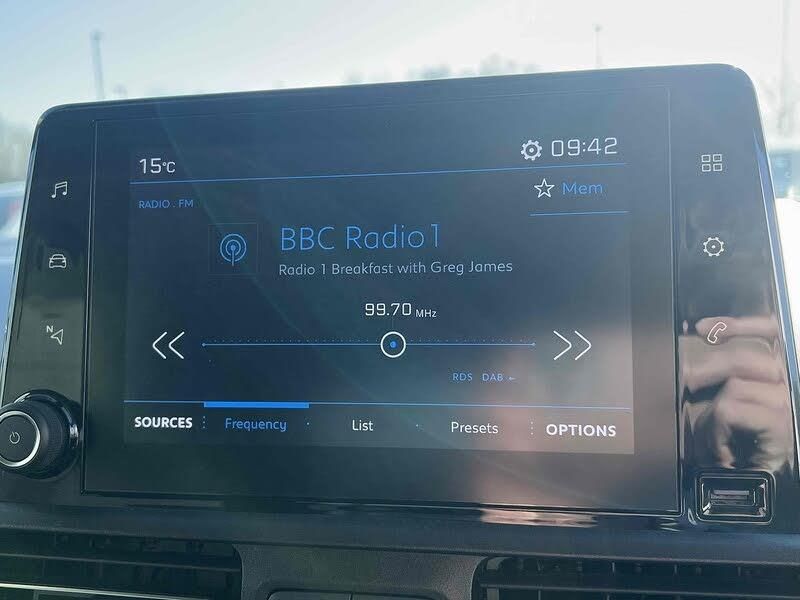 15°C
09:42
RADIO . FM
Mem
BBC Radio 1
Radio 1 Breakfast with Greg James
99.70 MHz
N
RDS DAB
SOURCES Frequency List Presets OPTIONS